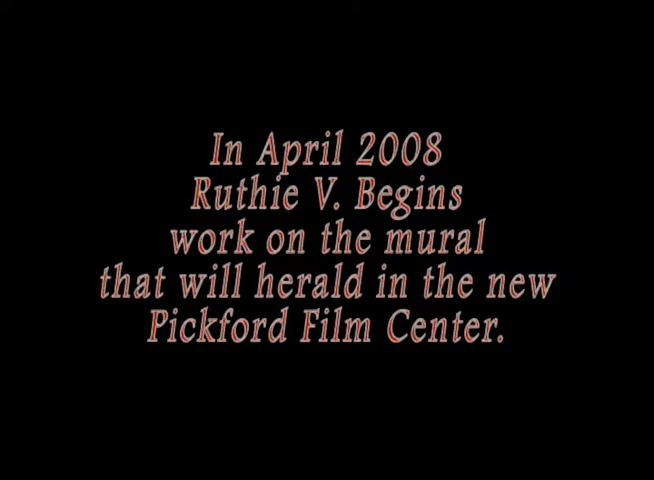 In April 2008
Ruthie V. Begins
work on the mural
that will herald in the new
Pickford Film Center.